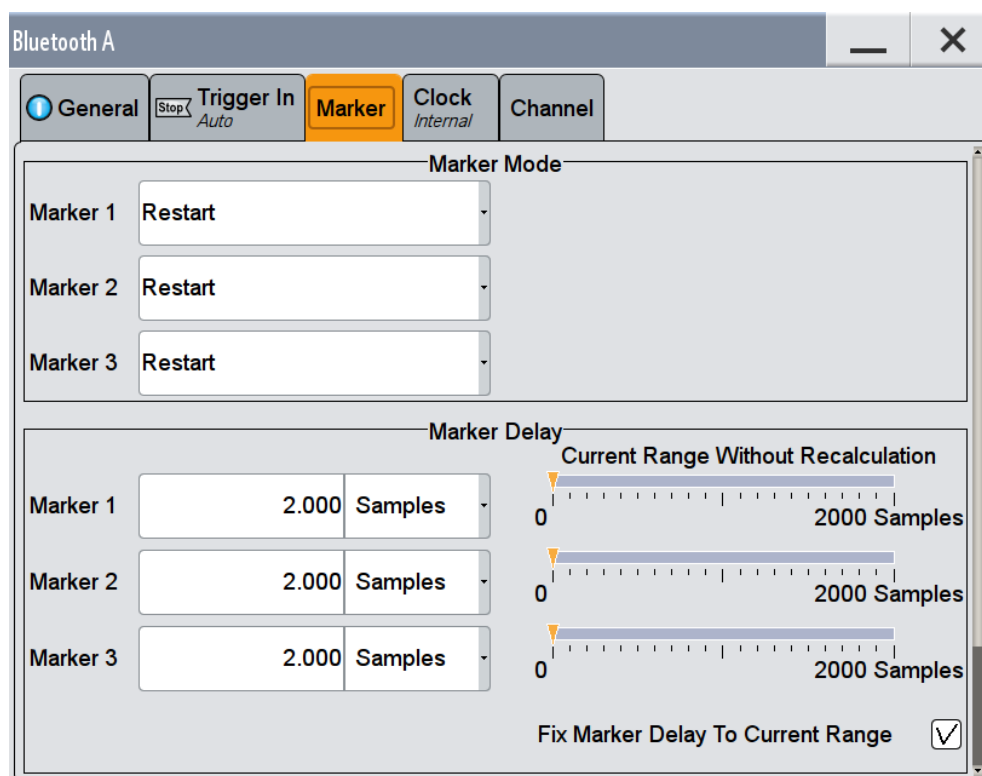 Bluetooth A
General
Stop
Trigger In
Auto
Marker
Clock
Internal
Channel
Marker Mode
Marker 1 Restart
Marker 2 Restart
Marker 3 Restart
Marker Delay
Current Range Without Recalculation
Marker 1 2.000 Samples
0 2000 Samples
Marker 2 2.000 Samples
0 2000 Samples
Marker 3 2.000 Samples
0 2000 Samples
Fix Marker Delay To Current Range